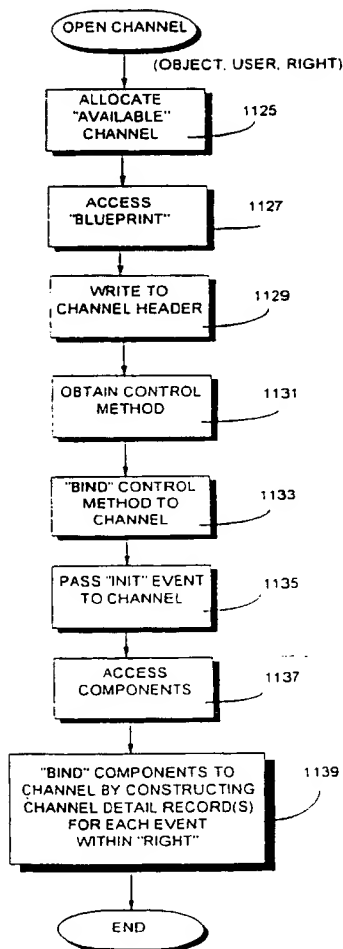 OPEN CHANNEL
(OBJECT, USER, RIGHT)
ALLOCATE
"AVAILABLE"
CHANNEL
1125
ACCESS
"BLUEPRINT"
1127
WRITE TO
CHANNEL HEADER
1129
OBTAIN CONTROL
METHOD
1131
"BIND" CONTROL
METHOD TO
CHANNEL
1133
PASS "INIT" EVENT
TO CHANNEL
1135
ACCESS
COMPONENTS
1137
"BIND" COMPONENTS TO
CHANNEL BY CONSTRUCTING
CHANNEL DETAIL RECORD(S)
FOR EACH EVENT
WITHIN "RIGHT"
1139
END